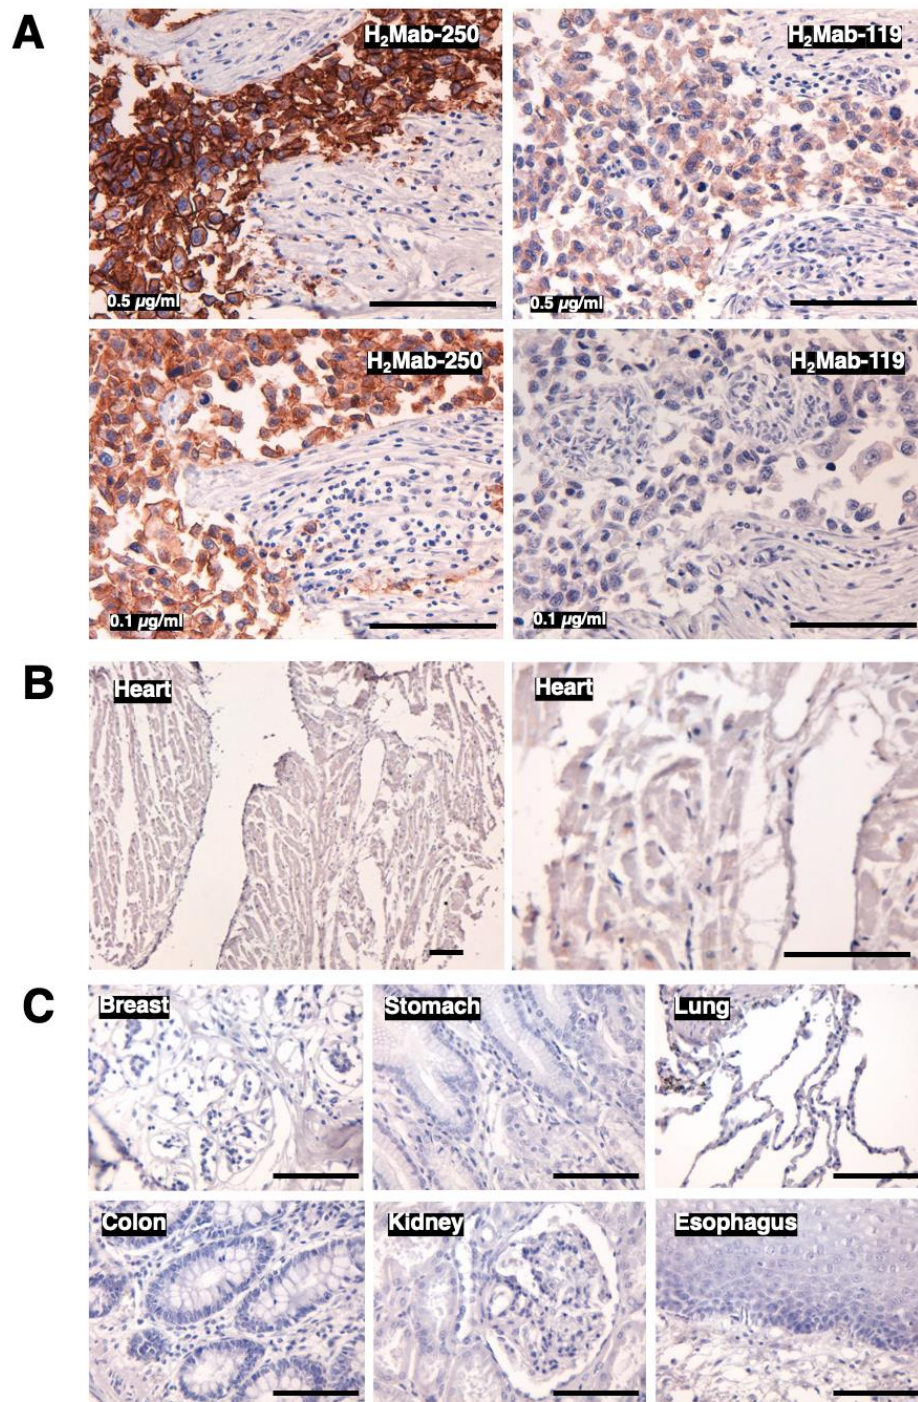 A
H₂Mab-250
H₂Mab-119
0.5 µg/ml
0.5 µg/ml
H₂Mab-250
H₂Mab-119
0.1 µg/ml
0.1 µg/ml
B
Heart
Heart
C
Breast
Stomach
Lung
Colon
Kidney
Esophagus